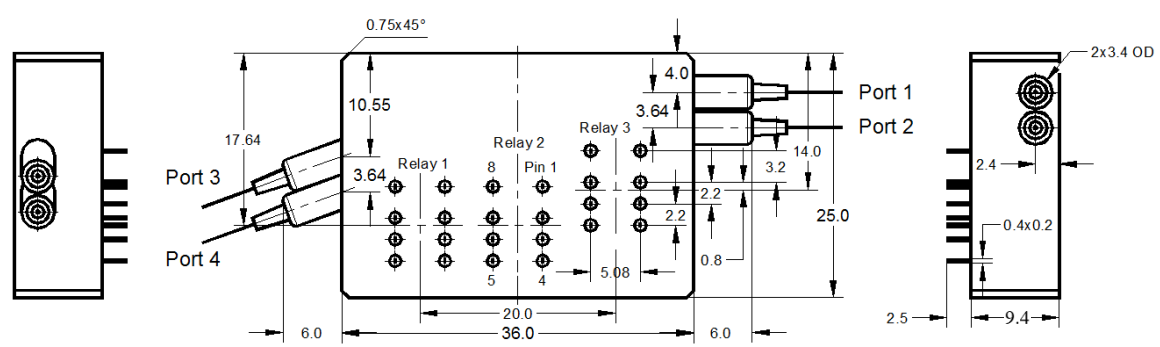 0.75x45°
2x3.4 OD
4.0
Port 1
10.55
3.64
Port 2
17.64
Relay 3
Relay 2
14.0
Relay 1
8
Pin 1
3.2
2.4
Port 3
3.64
2.2
2.2
25.0
0.4x0.2
Port 4
0.8
5
4
5.08
20.0
2.5
9.4
6.0
36.0
6.0